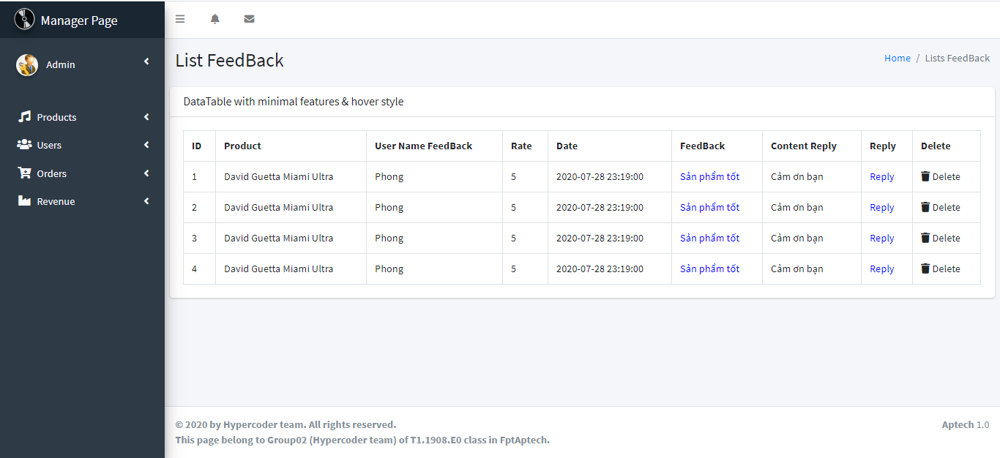 Manager Page
Admin
Products
Users
Orders
Revenue
List FeedBack
Home / Lists FeedBack
DataTable with minimal features & hover style
ID Product User Name FeedBack Rate Date FeedBack Content Reply Reply Delete
1 David Guetta Miami Ultra Phong 5 2020-07-28 23:19:00 Sản phẩm tốt Cảm ơn bạn Reply Delete
2 David Guetta Miami Ultra Phong 5 2020-07-28 23:19:00 Sản phẩm tốt Cảm ơn bạn Reply Delete
3 David Guetta Miami Ultra Phong 5 2020-07-28 23:19:00 Sản phẩm tốt Cảm ơn bạn Reply Delete
4 David Guetta Miami Ultra Phong 5 2020-07-28 23:19:00 Sản phẩm tốt Cảm ơn bạn Reply Delete
© 2020 by Hypercoder team. All rights reserved. Aptech 1.0
This page belong to Group02 (Hypercoder team) of T1.1908.E0 class in FptAptech.